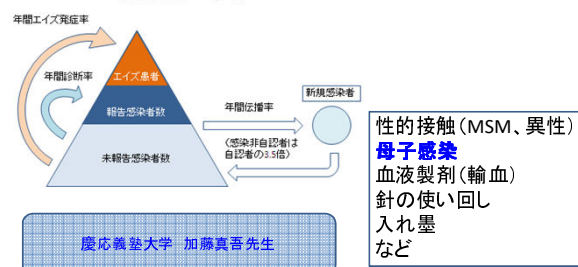 年間エイズ発症率
年間診断率
エイズ患者
報告感染者数
未報告感染者数
年間伝播率
(感染非自認者は
自認者の3.5倍)
新規感染者
性的接触(MSM、異性)
母子感染
血液製剤(輸血)
針の使い回し
入れ墨
など
慶応義塾大学 加藤真吾先生